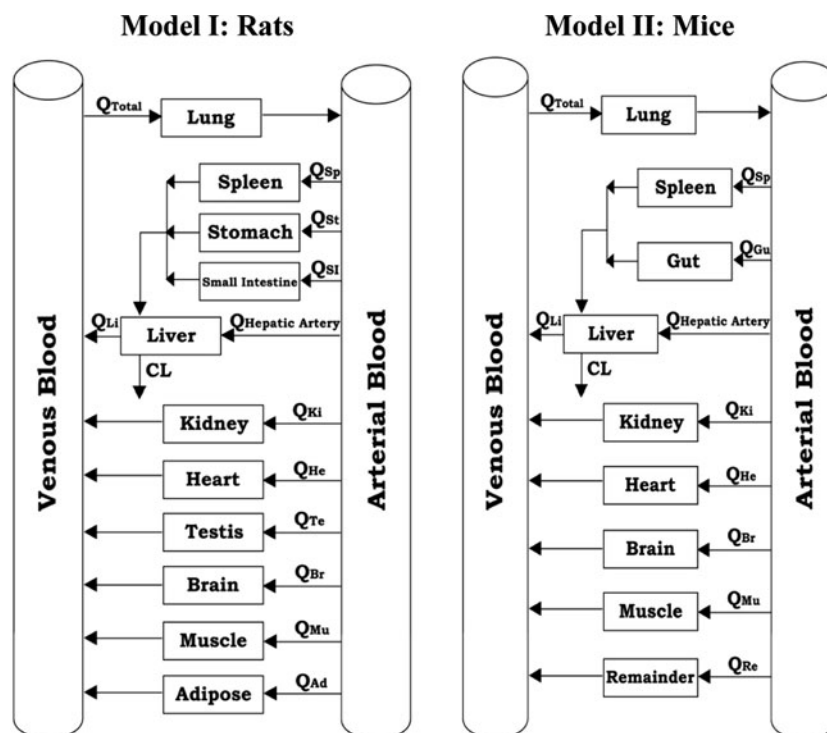 Model I: Rats
Venous Blood
Arterial Blood
QTotal
Lung
Spleen
QSp
Stomach
QSt
Small Intestine
QSI
QLi
Liver
QHepatic Artery
CL
Kidney
QKi
Heart
QHe
Testis
QTe
Brain
QBr
Muscle
QMu
Adipose
QAd
Model II: Mice
Venous Blood
Arterial Blood
QTotal
Lung
Spleen
QSp
Gut
QGu
QLi
Liver
QHepatic Artery
CL
Kidney
QKi
Heart
QHe
Brain
QBr
Muscle
QMu
Remainder
QRe